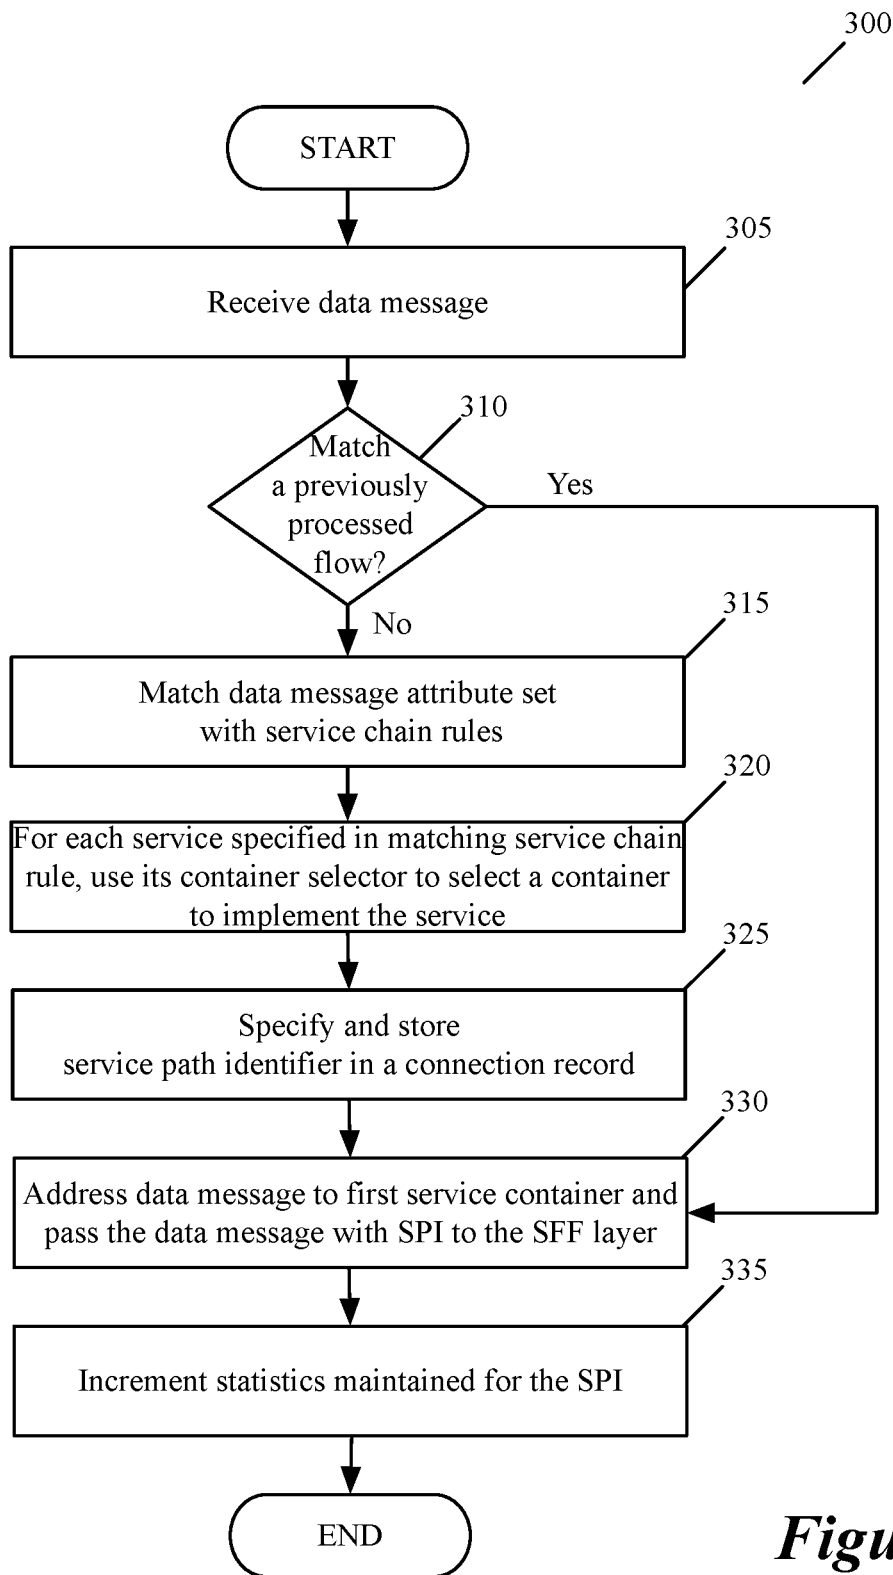 300
START
305
Receive data message
310
Match
a previously
processed
flow?
Yes
No
315
Match data message attribute set
with service chain rules
320
For each service specified in matching service chain
rule, use its container selector to select a container
to implement the service
325
Specify and store
service path identifier in a connection record
330
Address data message to first service container and
pass the data message with SPI to the SFF layer
335
Increment statistics maintained for the SPI
END
Figu